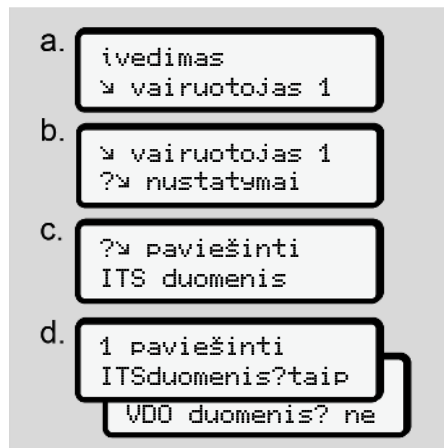 a.
ivedimas
↘ vairuotojas 1
b.
↘ vairuotojas 1
?↘ nustatymai
c.
?↘ paviešinti
ITS duomenis
d.
1 paviešinti
ITSduomenis?taip
VDO duomenis? ne